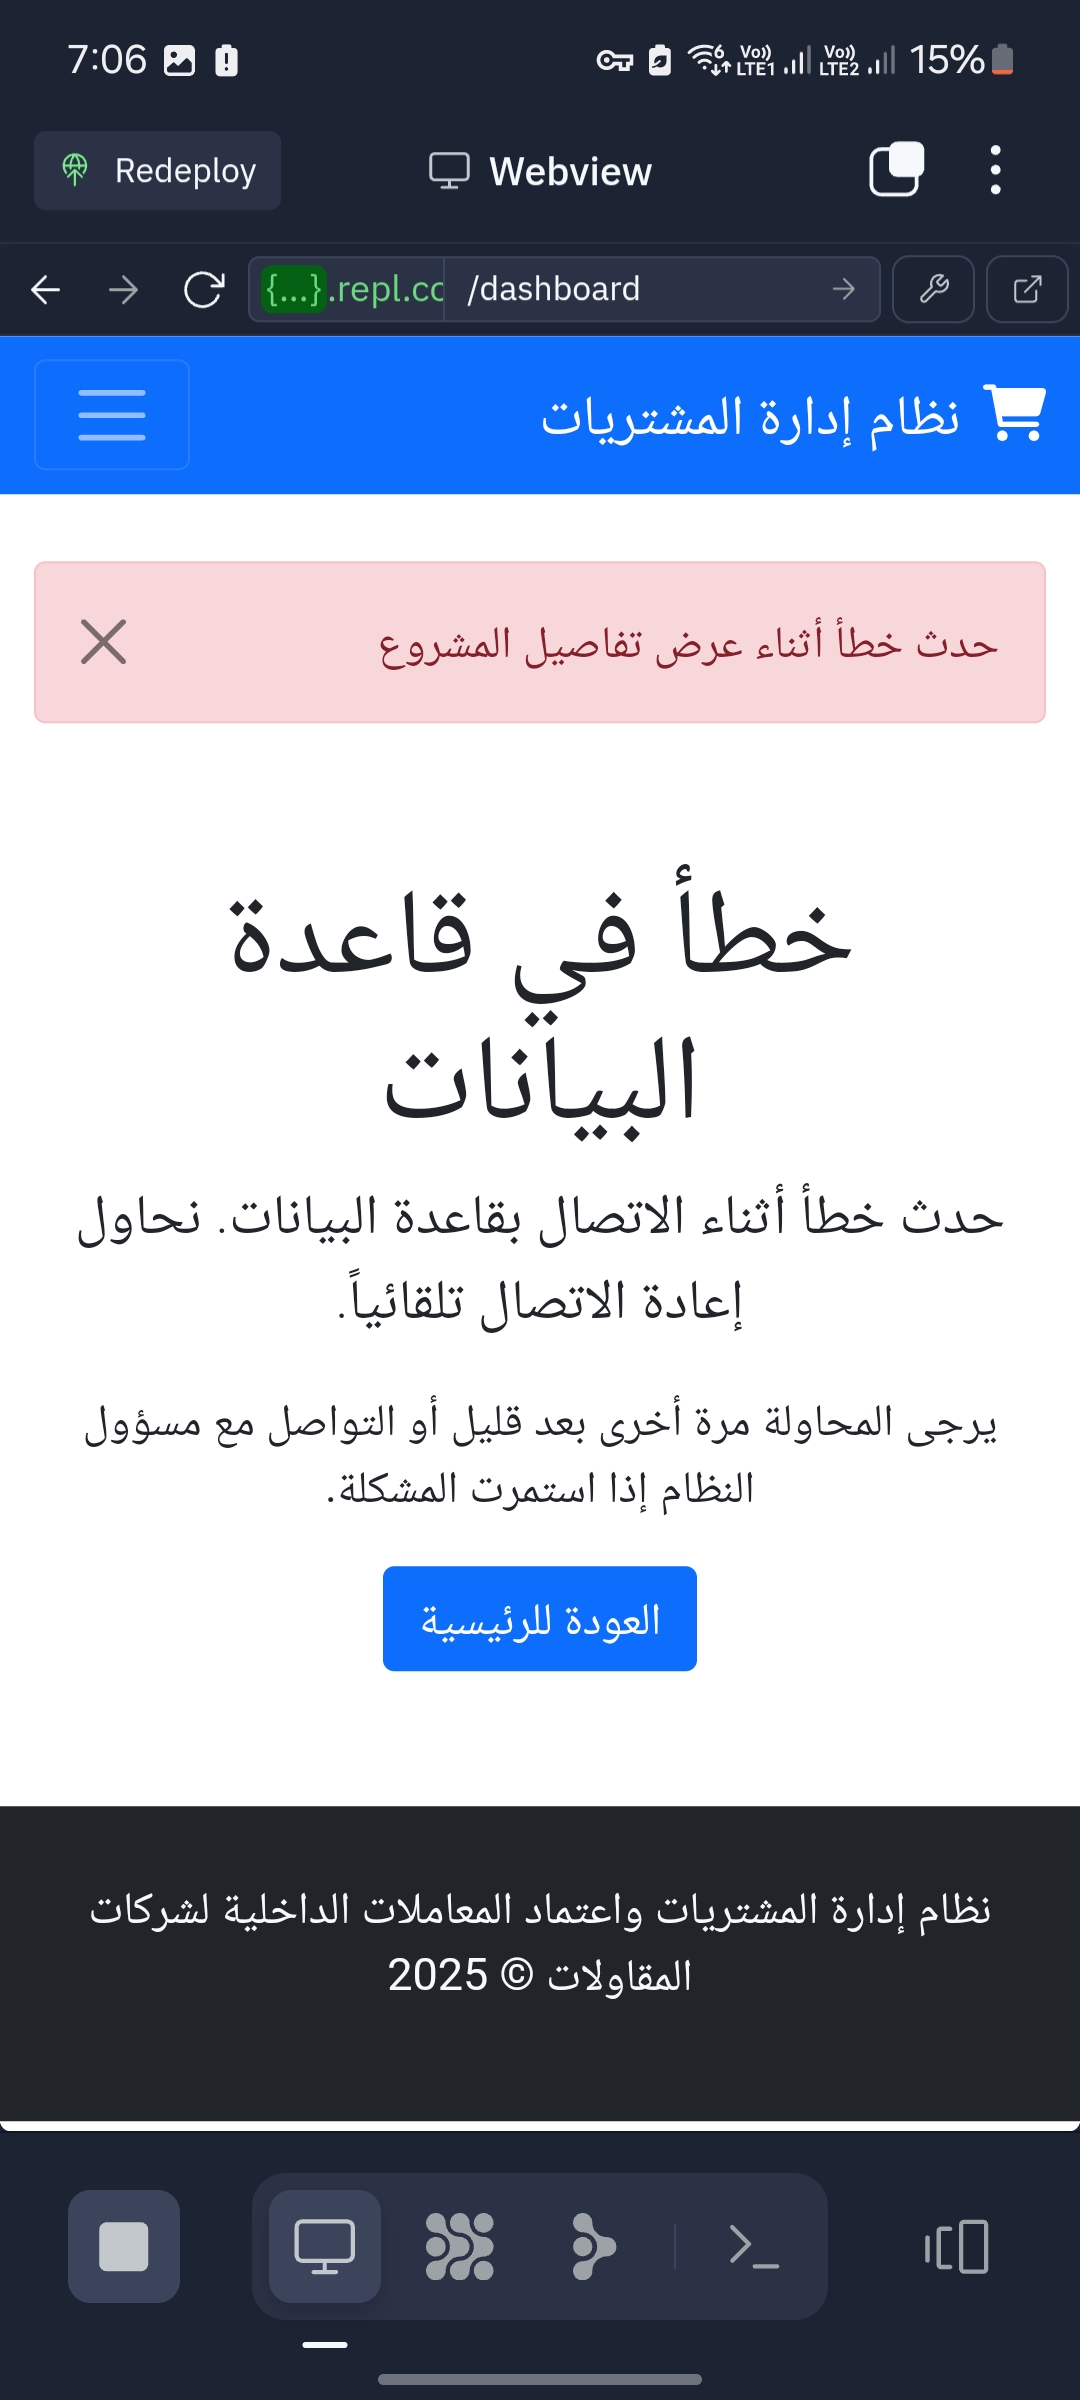 7:06
Vo)) LTE1 Vo)) LTE2 15%
Redeploy
Webview
{...}.repl.co /dashboard
نظام إدارة المشتريات
حدث خطأ أثناء عرض تفاصيل المشروع
خطأ في قاعدة
البيانات
حدث خطأ أثناء الاتصال بقاعدة البيانات. نحاول
إعادة الاتصال تلقائياً.
يرجى المحاولة مرة أخرى بعد قليل أو التواصل مع مسؤول
النظام إذا استمرت المشكلة.
العودة للرئيسية
نظام إدارة المشتريات واعتماد المعاملات الداخلية لشركات
المقاولات © 2025